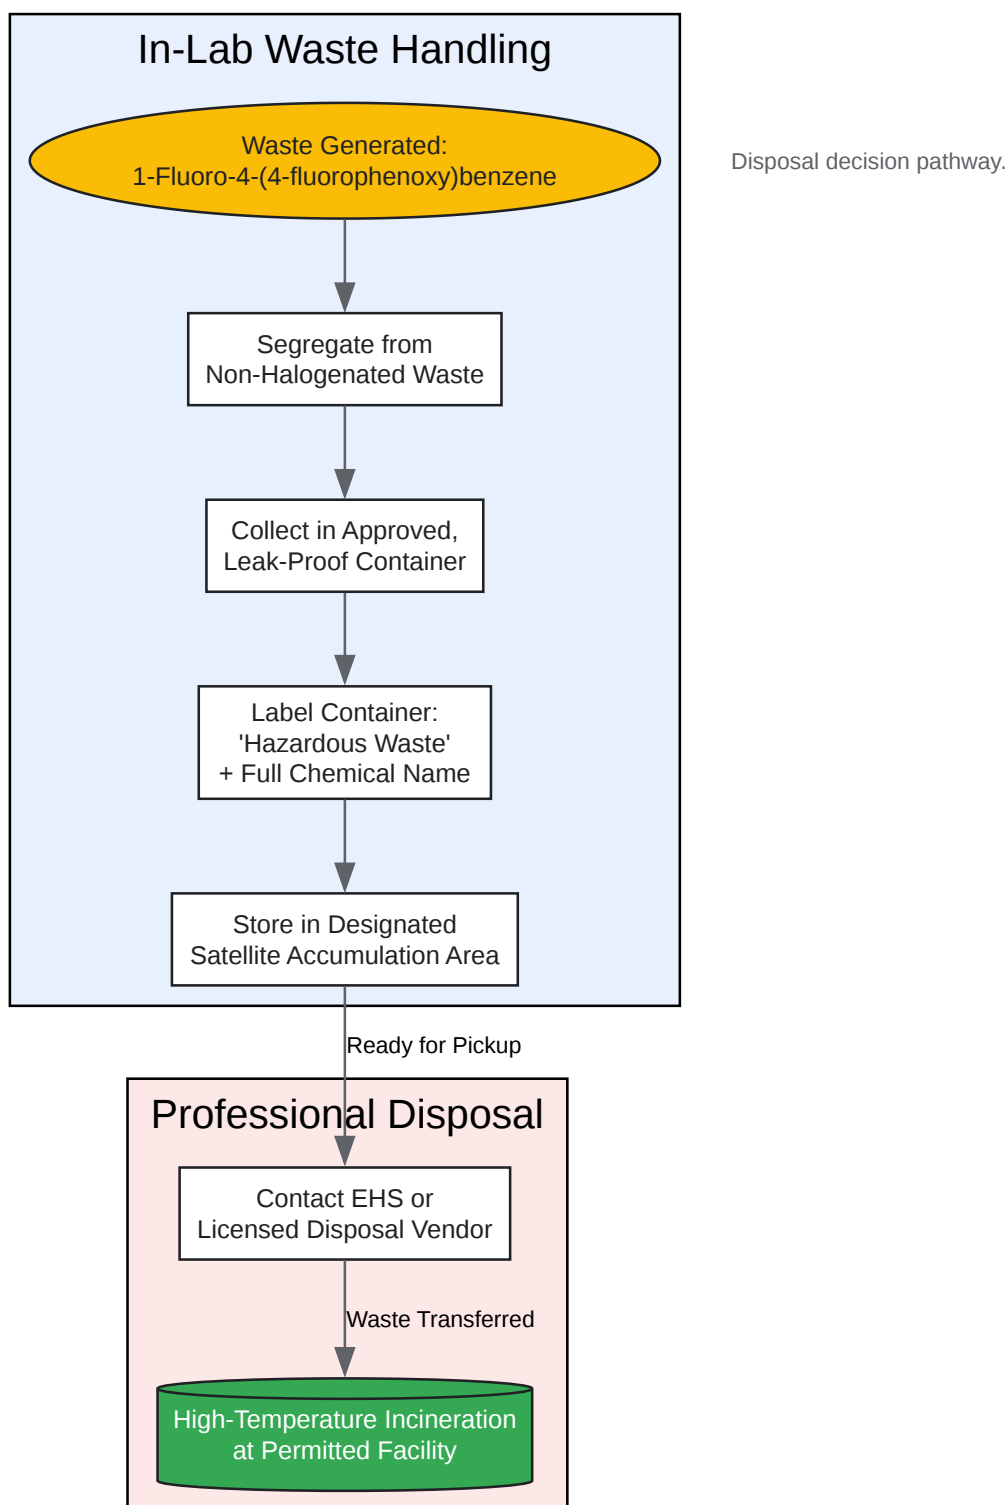 In-Lab Waste Handling
Waste Generated:
1-Fluoro-4-(4-fluorophenoxy)benzene
Disposal decision pathway.
Segregate from
Non-Halogenated Waste
Collect in Approved,
Leak-Proof Container
Label Container:
'Hazardous Waste'
+ Full Chemical Name
Store in Designated
Satellite Accumulation Area
Ready for Pickup
Professional Disposal
Contact EHS or
Licensed Disposal Vendor
Waste Transferred
High-Temperature Incineration
at Permitted Facility